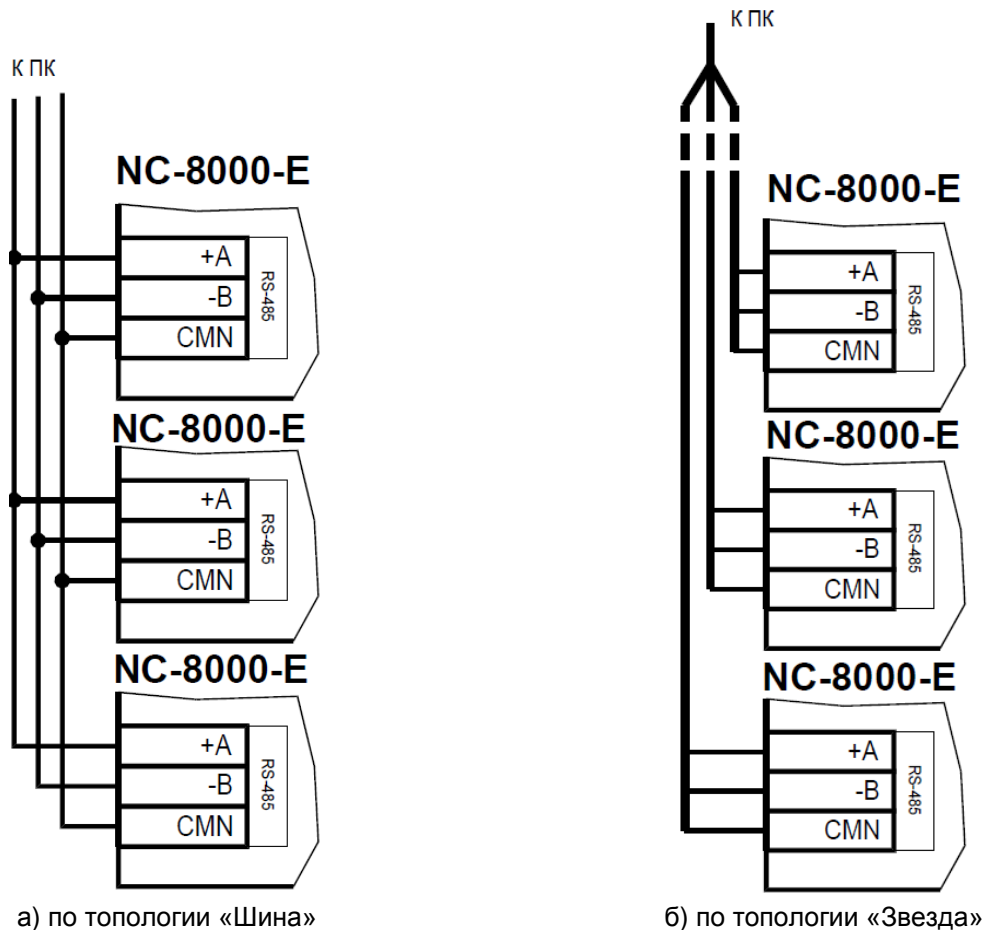 К ПК
NC-8000-E
+A
-B
CMN
RS-485
NC-8000-E
+A
-B
CMN
RS-485
NC-8000-E
+A
-B
CMN
RS-485
а) по топологии «Шина»
К ПК
NC-8000-E
+A
-B
CMN
RS-485
NC-8000-E
+A
-B
CMN
RS-485
NC-8000-E
+A
-B
CMN
RS-485
б) по топологии «Звезда»